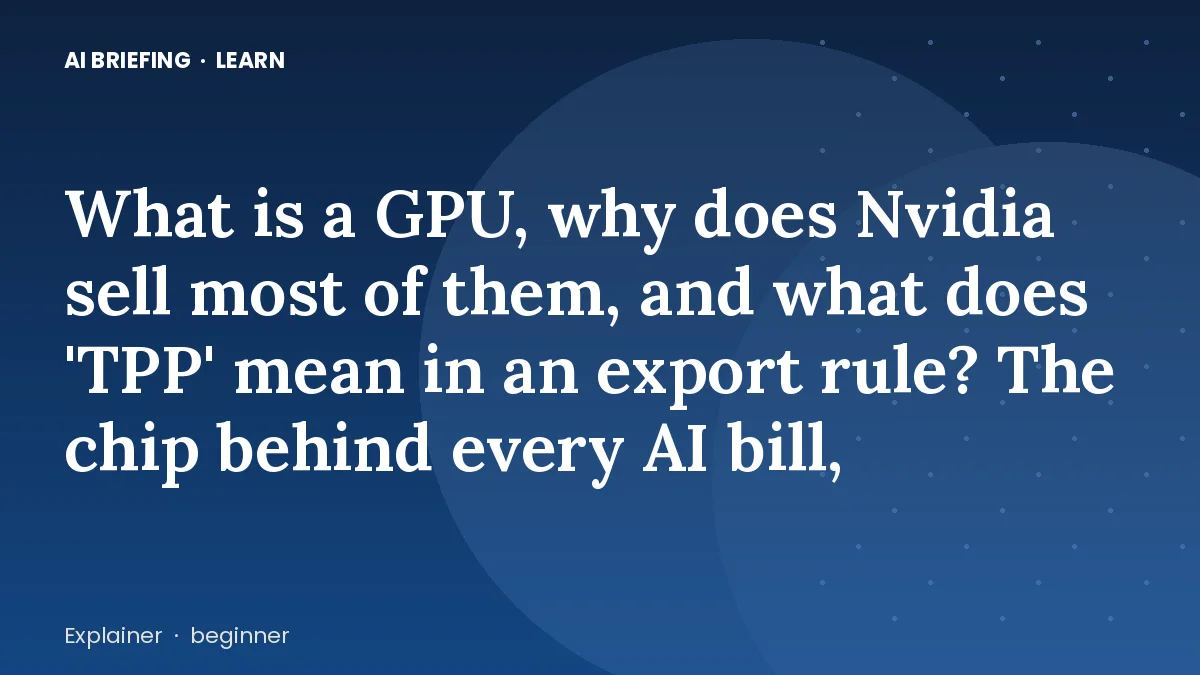 AI BRIEFING · LEARN
What is a GPU, why does Nvidia
sell most of them, and what does
'TPP' mean in an export rule? The
chip behind every AI bill,
Explainer · beginner